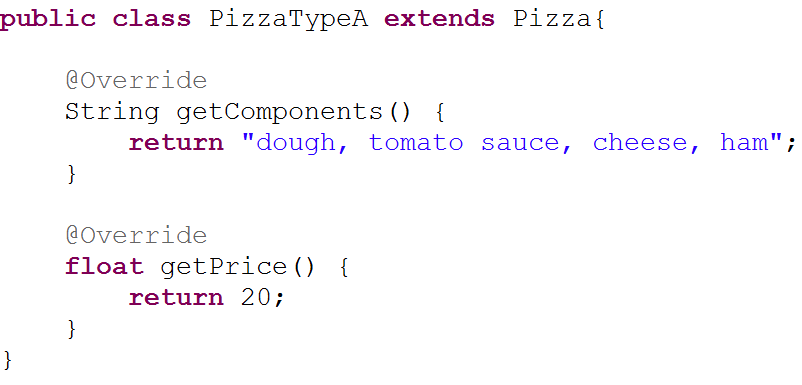 public class PizzaTypeA extends Pizza{
@Override
String getComponents() {
return "dough, tomato sauce, cheese, ham";
}
@Override
float getPrice() {
return 20;
}
}